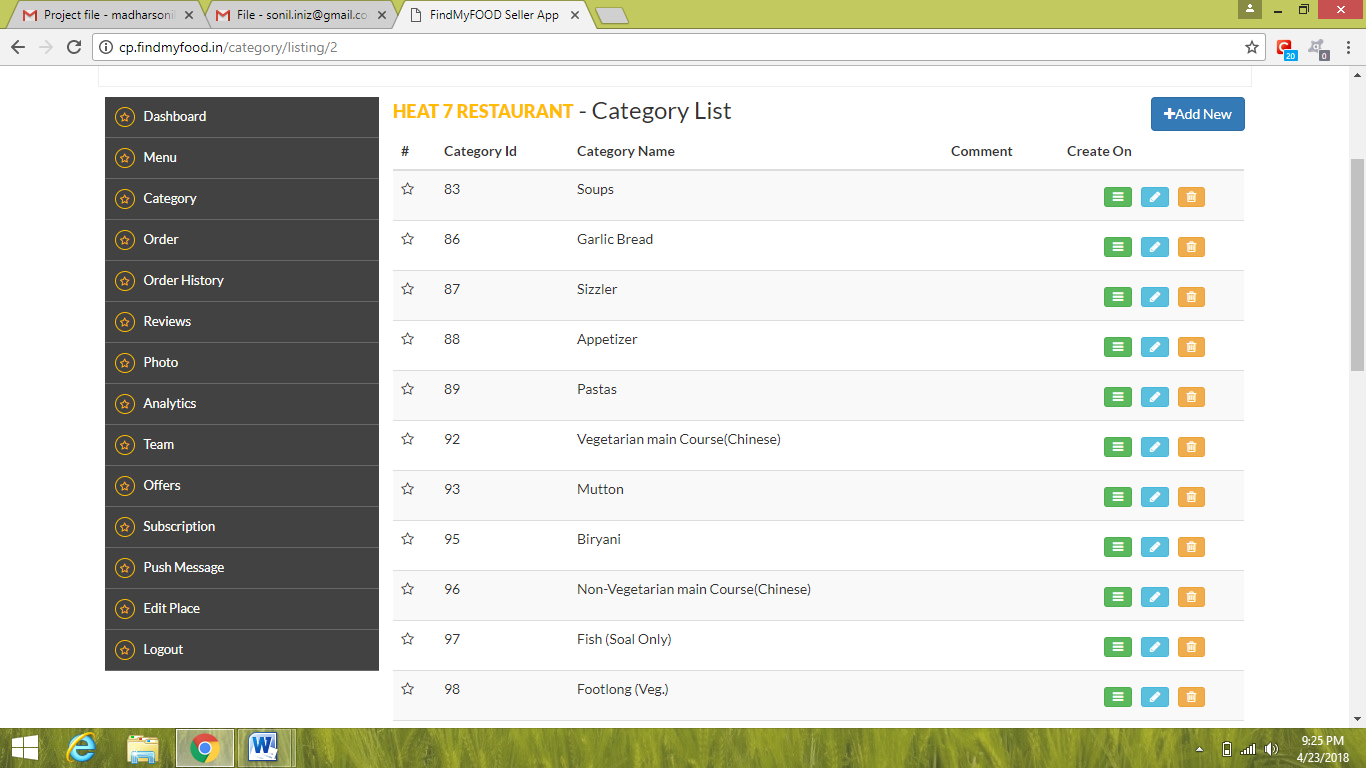 Project file - madharsonil
File - sonil.iniz@gmail.co
FindMyFOOD Seller App
cp.findmyfood.in/category/listing/2
20
0
Dashboard
Menu
Category
Order
Order History
Reviews
Photo
Analytics
Team
Offers
Subscription
Push Message
Edit Place
Logout
HEAT 7 RESTAURANT - Category List
+Add New
# Category Id Category Name Comment Create On
83 Soups
86 Garlic Bread
87 Sizzler
88 Appetizer
89 Pastas
92 Vegetarian main Course(Chinese)
93 Mutton
95 Biryani
96 Non-Vegetarian main Course(Chinese)
97 Fish (Soal Only)
98 Footlong (Veg.)
9:25 PM
4/23/2018